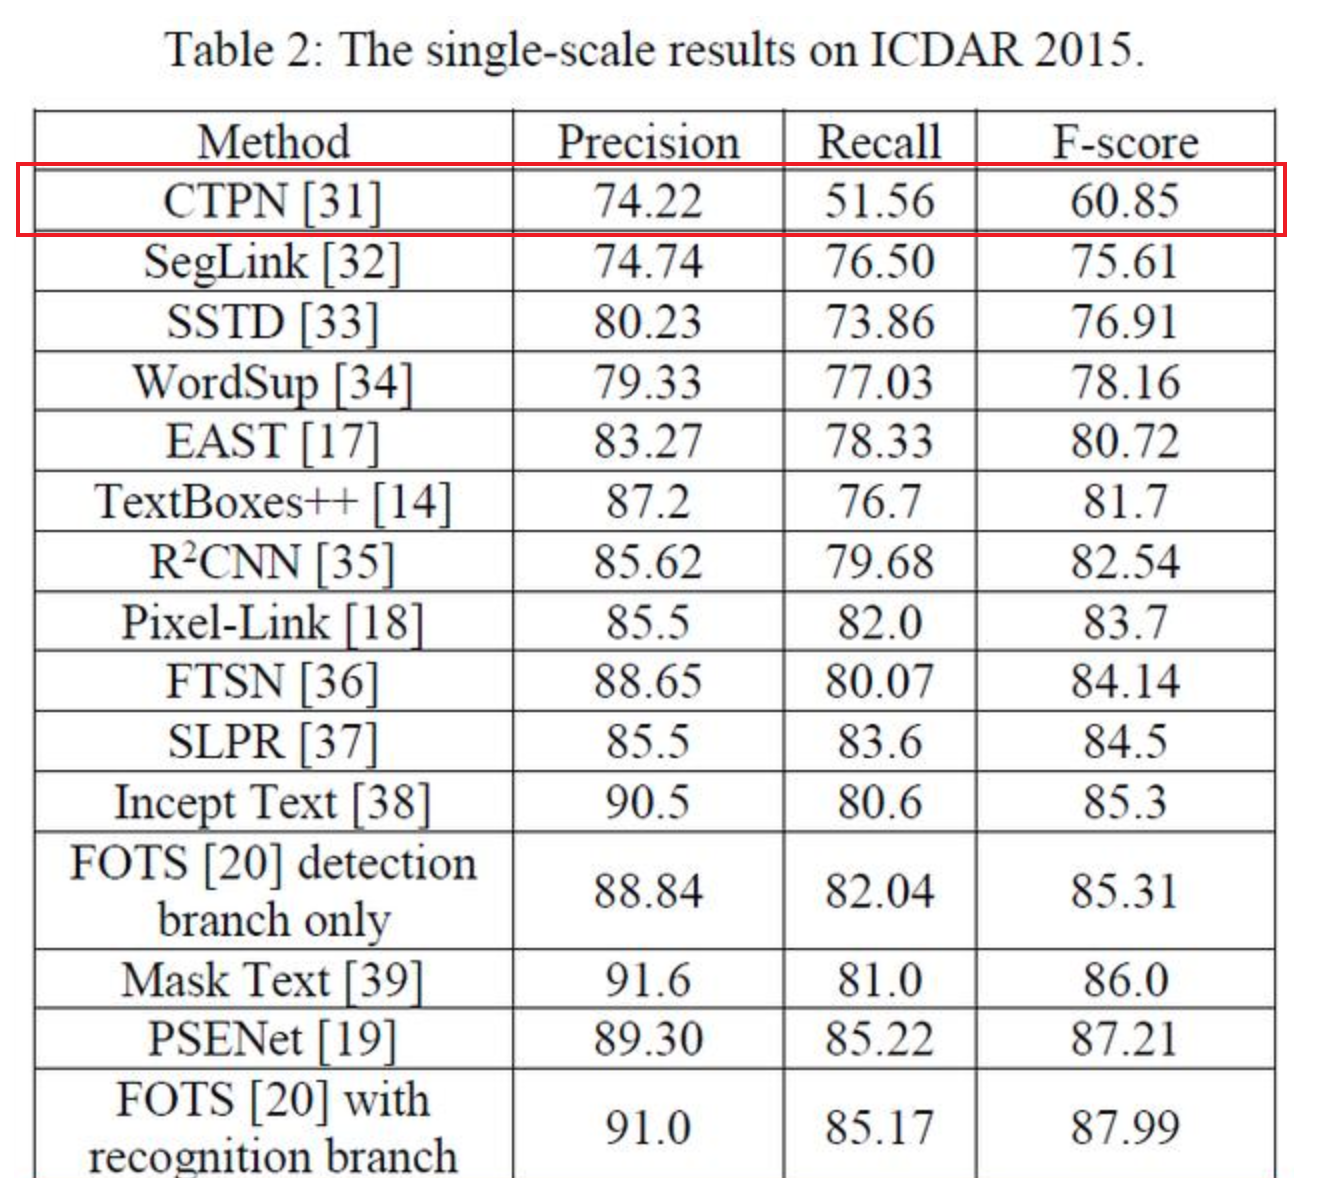 Table 2: The single-scale results on ICDAR 2015.
Method Precision Recall F-score
CTPN [31] 74.22 51.56 60.85
SegLink [32] 74.74 76.50 75.61
SSTD [33] 80.23 73.86 76.91
WordSup [34] 79.33 77.03 78.16
EAST [17] 83.27 78.33 80.72
TextBoxes++ [14] 87.2 76.7 81.7
R²CNN [35] 85.62 79.68 82.54
Pixel-Link [18] 85.5 82.0 83.7
FTSN [36] 88.65 80.07 84.14
SLPR [37] 85.5 83.6 84.5
Incept Text [38] 90.5 80.6 85.3
FOTS [20] detection
branch only 88.84 82.04 85.31
Mask Text [39] 91.6 81.0 86.0
PSENet [19] 89.30 85.22 87.21
FOTS [20] with
recognition branch 91.0 85.17 87.99